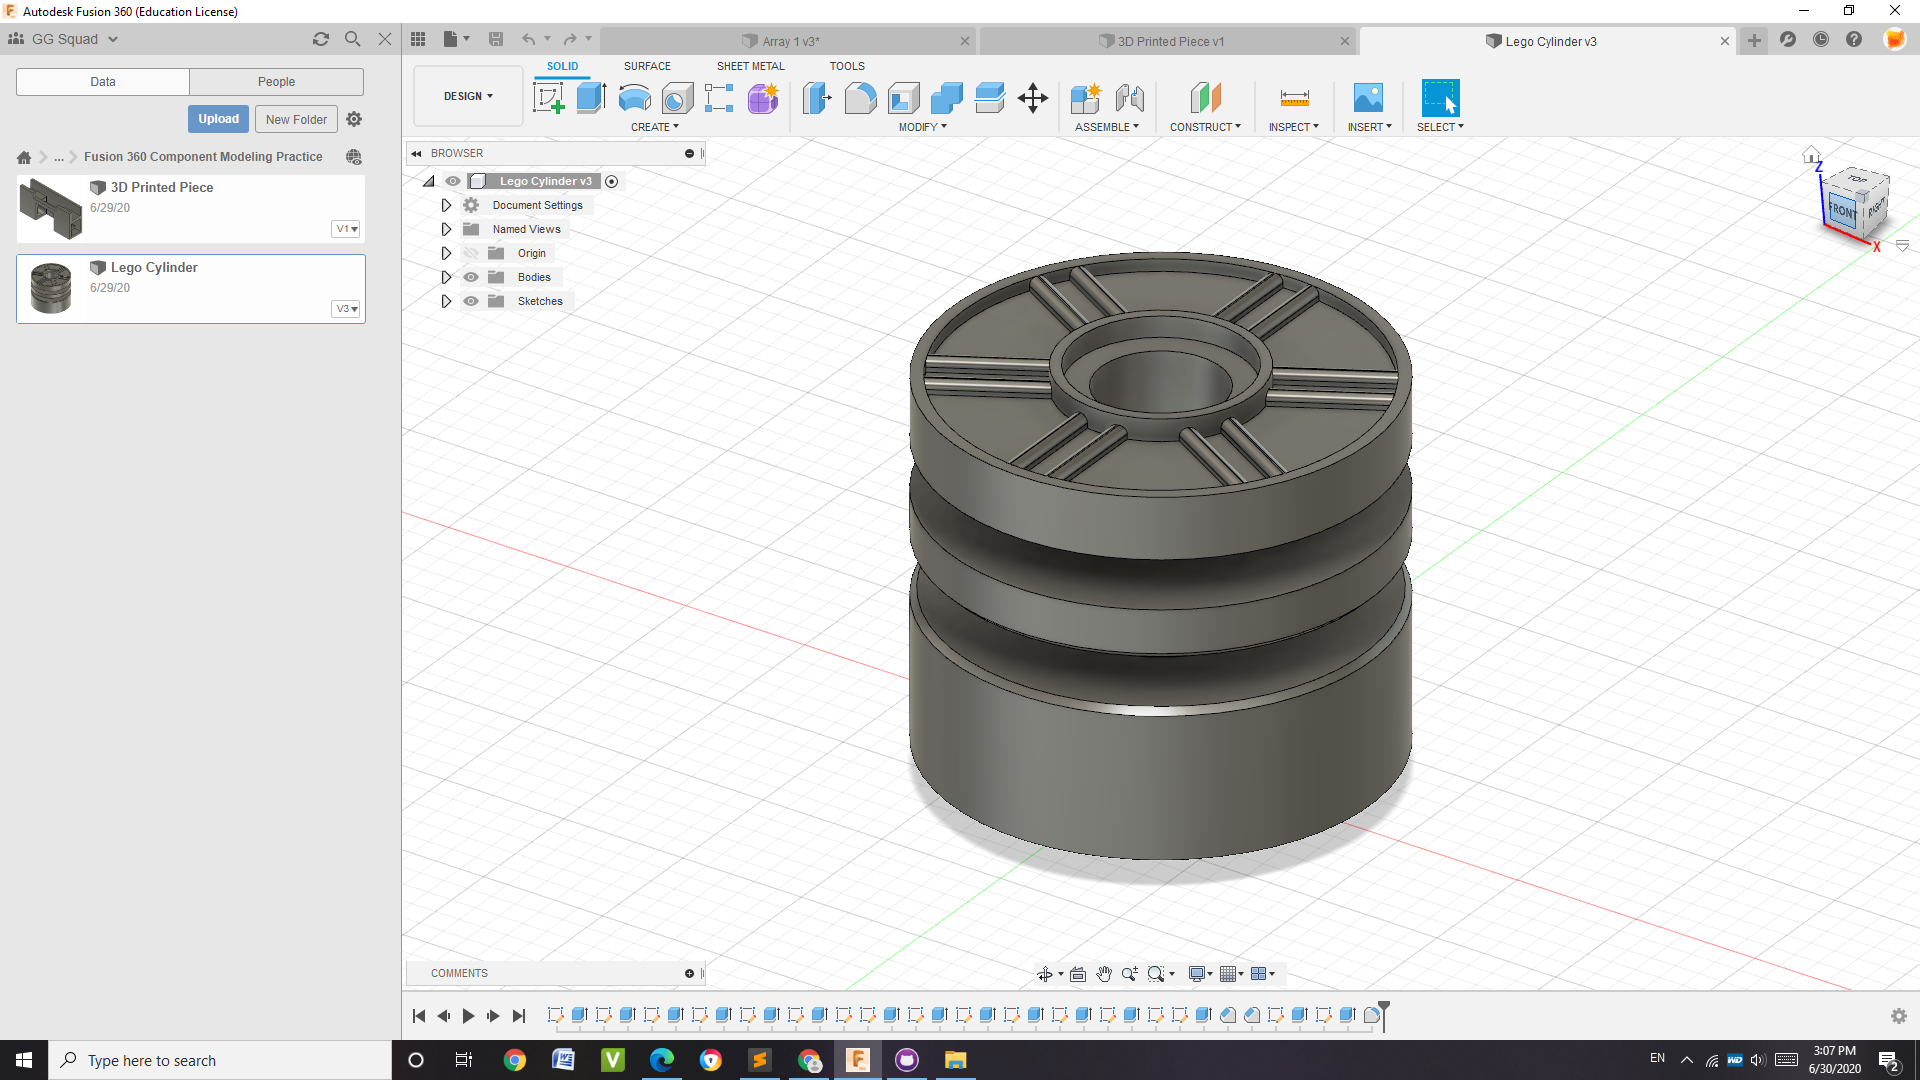 Autodesk Fusion 360 (Education License)
GG Squad
Array 1 v3*
3D Printed Piece v1
Lego Cylinder v3
Data
People
Upload
New Folder
... Fusion 360 Component Modeling Practice
3D Printed Piece
6/29/20
V1
Lego Cylinder
6/29/20
V3
DESIGN
SOLID
SURFACE
SHEET METAL
TOOLS
CREATE
MODIFY
ASSEMBLE
CONSTRUCT
INSPECT
INSERT
SELECT
BROWSER
Lego Cylinder v3
Document Settings
Named Views
Origin
Bodies
Sketches
Z
TOP
FRONT
RIGHT
X
COMMENTS
Type here to search
EN
3:07 PM
6/30/2020
2